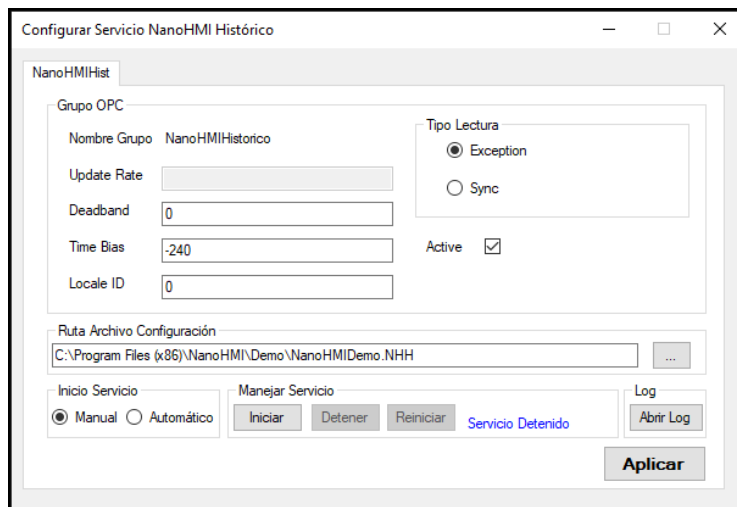 Configurar Servicio NanoHMI Histórico
NanoHMIHist
Grupo OPC
Nombre Grupo NanoHMIHistorico
Update Rate
Deadband 0
Time Bias -240
Locale ID 0
Tipo Lectura
Exception
Sync
Active
Ruta Archivo Configuración
C:\Program Files (x86)\NanoHMI\Demo\NanoHMIDemo.NHH
...
Inicio Servicio
Manual Automático
Manejar Servicio
Iniciar Detener Reiniciar Servicio Detenido
Log
Abrir Log
Aplicar